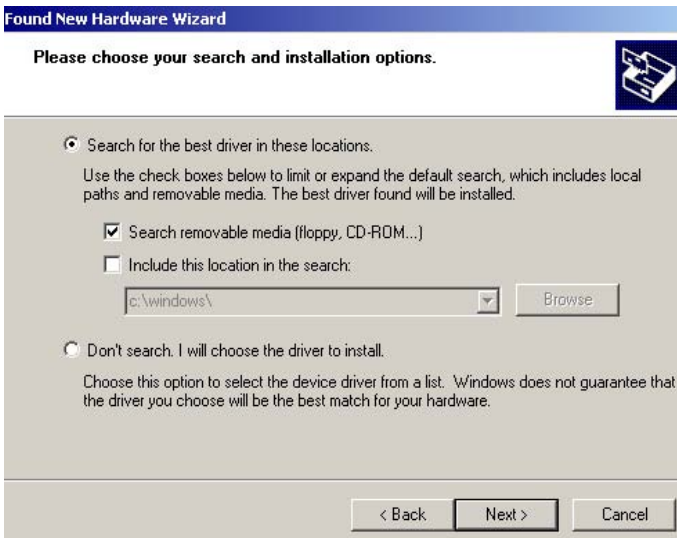 Found New Hardware Wizard
Please choose your search and installation options.
Search for the best driver in these locations.
Use the check boxes below to limit or expand the default search, which includes local
paths and removable media. The best driver found will be installed.
Search removable media (floppy, CD-ROM...)
Include this location in the search:
c:\windows\
Browse
Don't search. I will choose the driver to install.
Choose this option to select the device driver from a list. Windows does not guarantee that
the driver you choose will be the best match for your hardware.
< Back
Next >
Cancel